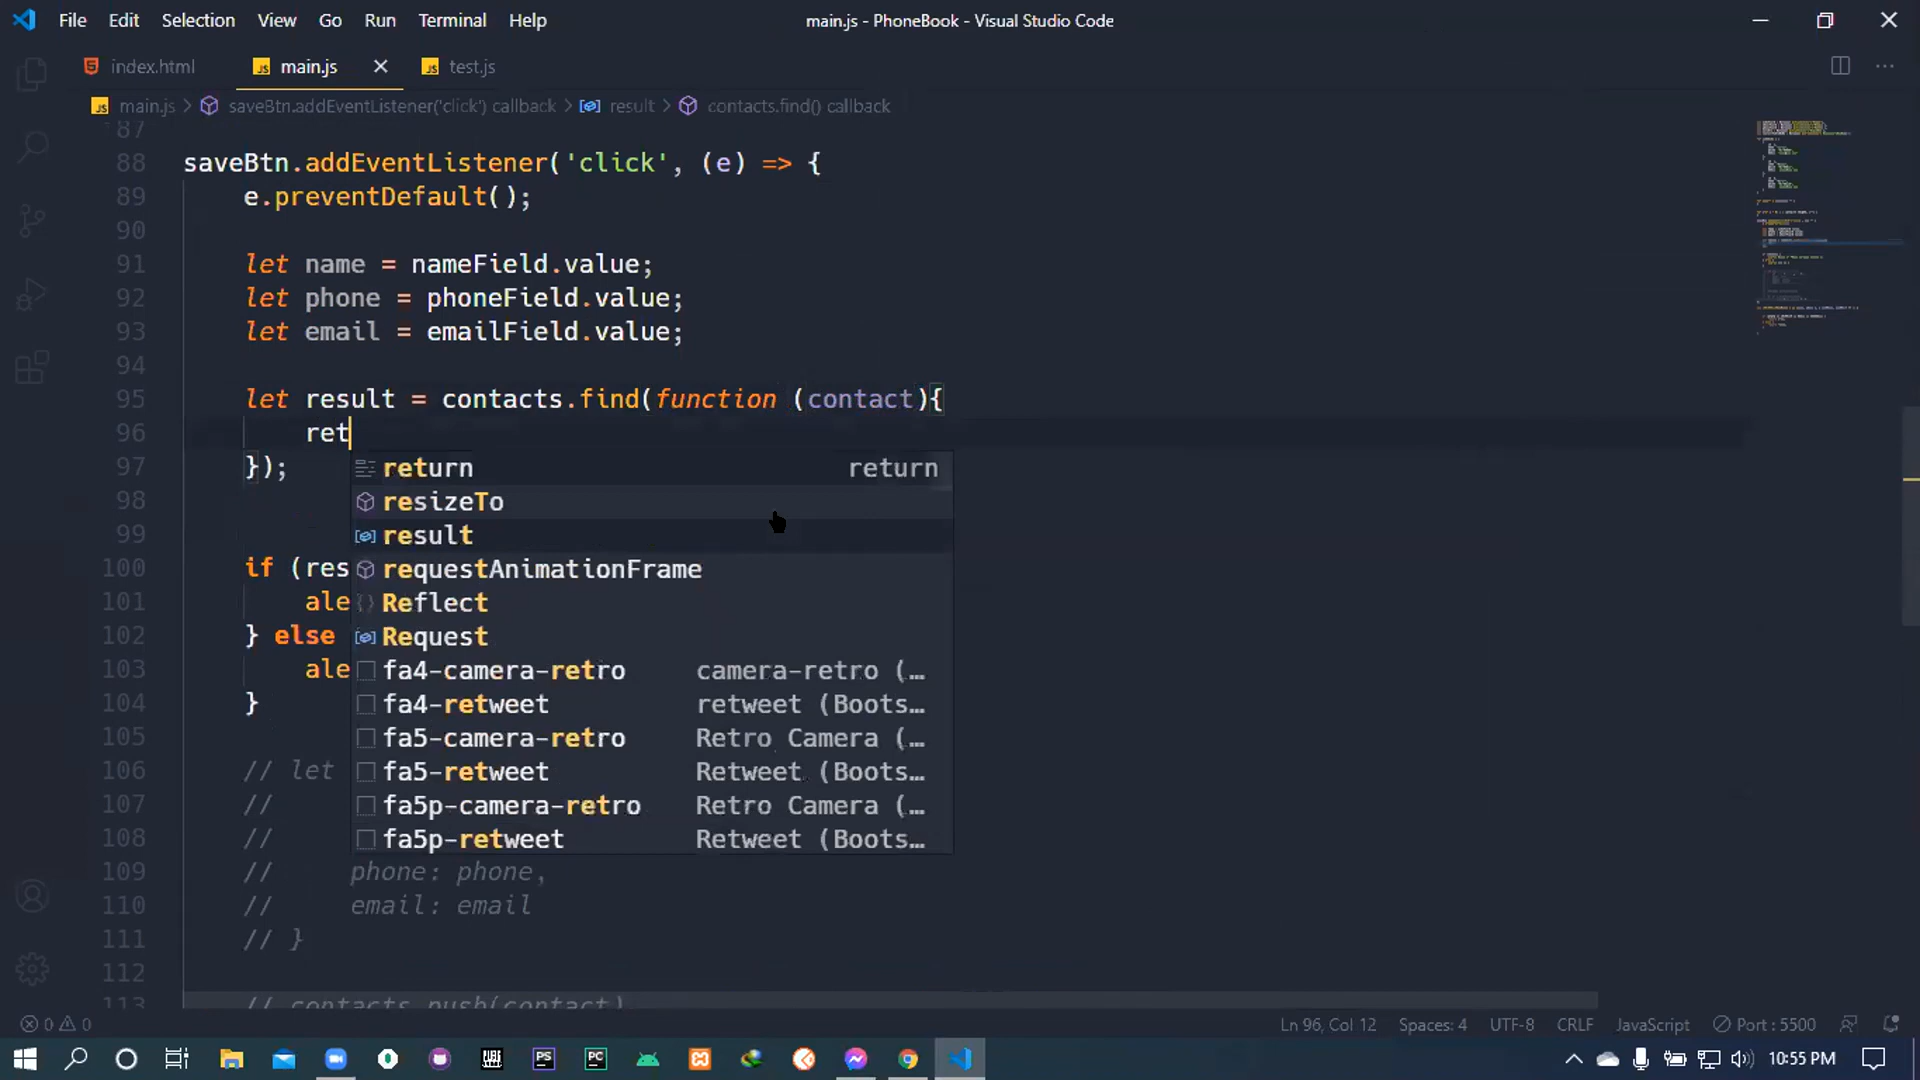 File Edit Selection View Go Run Terminal Help main.js - PhoneBook - Visual Studio Code
index.html main.js test.js
main.js > saveBtn.addEventListener('click') callback > result > contacts.find() callback
87
88 saveBtn.addEventListener('click', (e) => {
89 e.preventDefault();
90
91 let name = nameField.value;
92 let phone = phoneField.value;
93 let email = emailField.value;
94
95 let result = contacts.find(function (contact){
96 ret
97 });
98
99
100 if (res
101 ale
102 } else
103 ale
104 }
105
106 // let
107 //
108 //
109 // phone: phone,
110 // email: email
111 // }
112
113 // contacts.push(contact)
return return
resizeTo
result
requestAnimationFrame
Reflect
Request
fa4-camera-retro camera-retro (…
fa4-retweet retweet (Boots…
fa5-camera-retro Retro Camera (…
fa5-retweet Retweet (Boots…
fa5p-camera-retro Retro Camera (…
fa5p-retweet Retweet (Boots…
0 0 Ln 96, Col 12 Spaces: 4 UTF-8 CRLF JavaScript Port : 5500
PS PC 10:55 PM